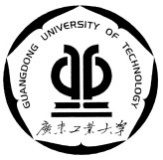 GUANGDONG UNIVERSITY OF TECHNOLOGY
廣東工業大學